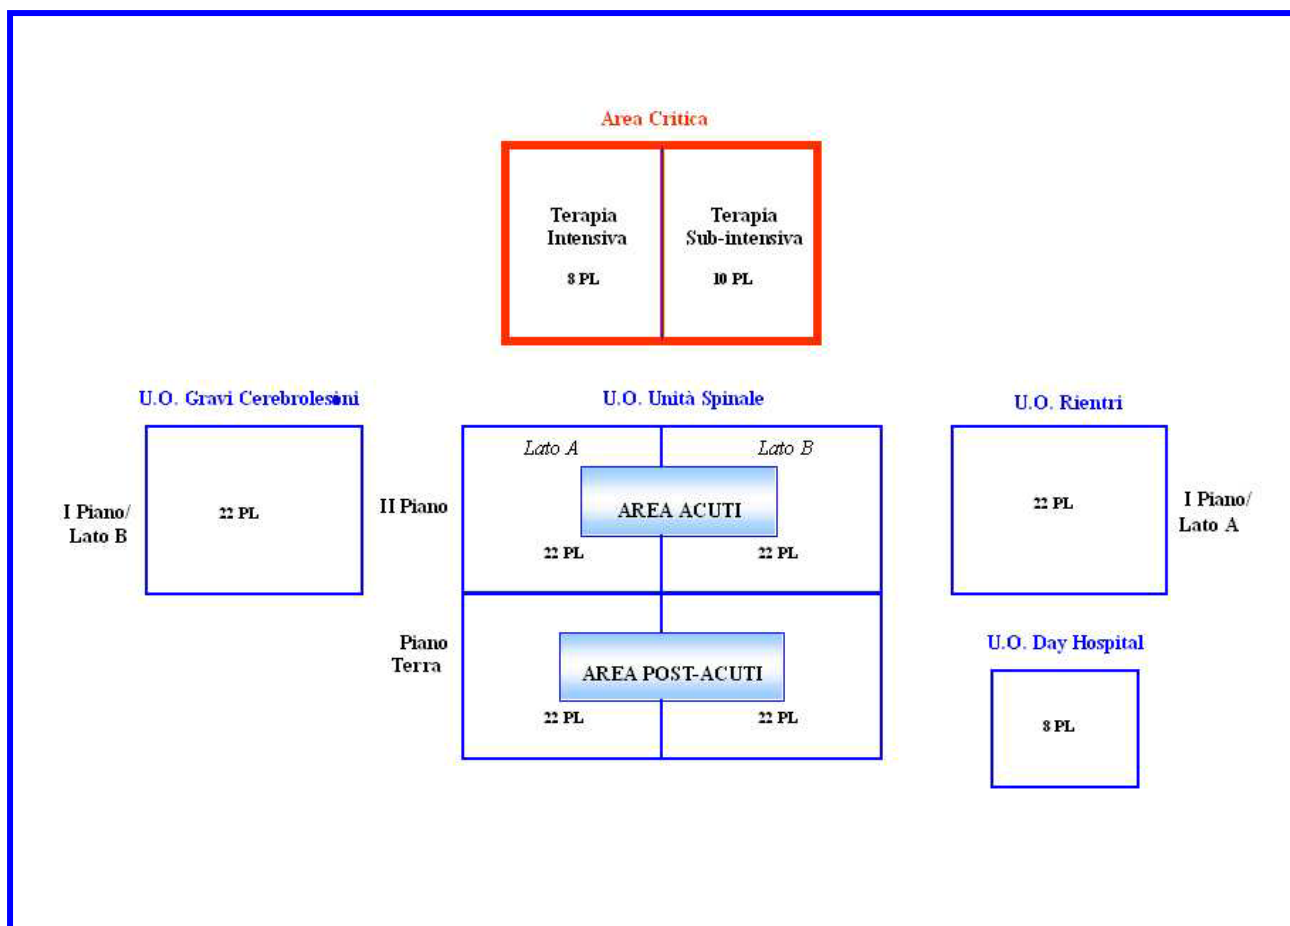 Area Critica
Terapia
Intensiva
8 PL
Terapia
Sub-intensiva
10 PL
U.O. Gravi Cerebrolesioni
I Piano/
Lato B
22 PL
U.O. Unità Spinale
Lato A
Lato B
II Piano
AREA ACUTI
22 PL
22 PL
Piano
Terra
AREA POST-ACUTI
22 PL
22 PL
U.O. Rientri
22 PL
I Piano/
Lato A
U.O. Day Hospital
8 PL